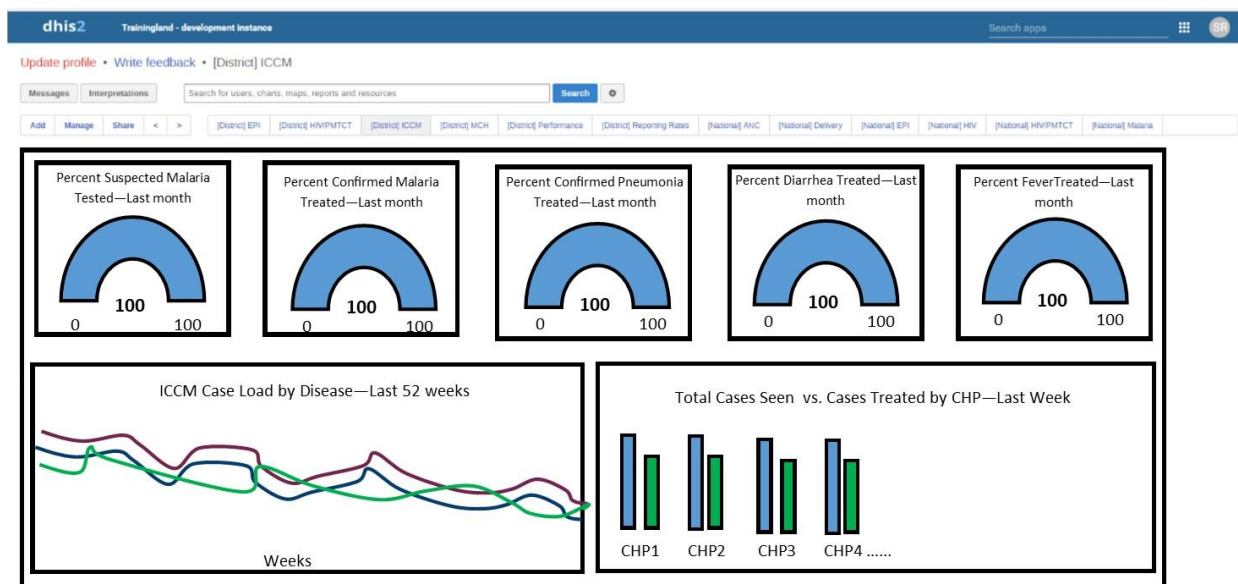 dhis2 Trainingland - development instance Search apps SR
Update profile • Write feedback • [District] ICCM
Messages Interpretations Search for users, charts, maps, reports and resources Search
Add Manage Share < > [District] EPI [District] HIV/PMTCT [District] ICCM [District] MCH [District] Performance [District] Reporting Rates [National] ANC [National] Delivery [National] EPI [National] HIV [National] HIV/PMTCT [National] Malaria
Percent Suspected Malaria
Tested—Last month
100
0 100
Percent Confirmed Malaria
Treated—Last month
100
0 100
Percent Confirmed Pneumonia
Treated—Last month
100
0 100
Percent Diarrhea Treated—Last
month
100
0 100
Percent FeverTreated—Last
month
100
0 100
ICCM Case Load by Disease—Last 52 weeks
Weeks
Total Cases Seen vs. Cases Treated by CHP—Last Week
CHP1 CHP2 CHP3 CHP4 ......